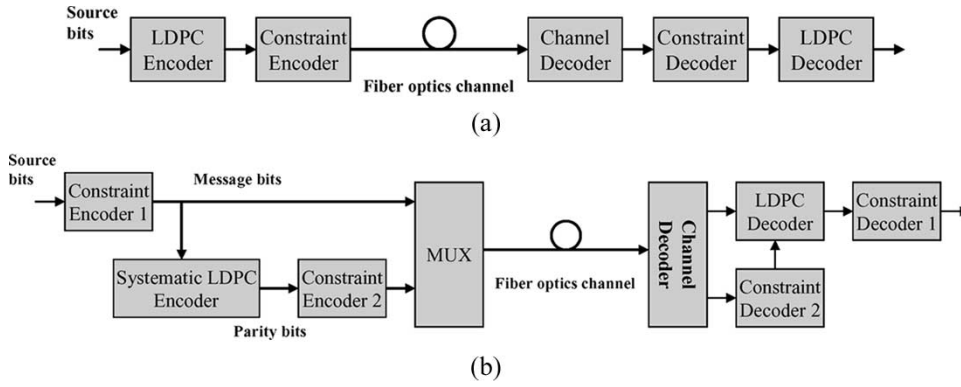 Source
bits
LDPC
Encoder
Constraint
Encoder
Fiber optics channel
Channel
Decoder
Constraint
Decoder
LDPC
Decoder
(a)
Source
bits
Constraint
Encoder 1
Message bits
Systematic LDPC
Encoder
Parity bits
Constraint
Encoder 2
MUX
Fiber optics channel
Channel
Decoder
LDPC
Decoder
Constraint
Decoder 1
Constraint
Decoder 2
(b)